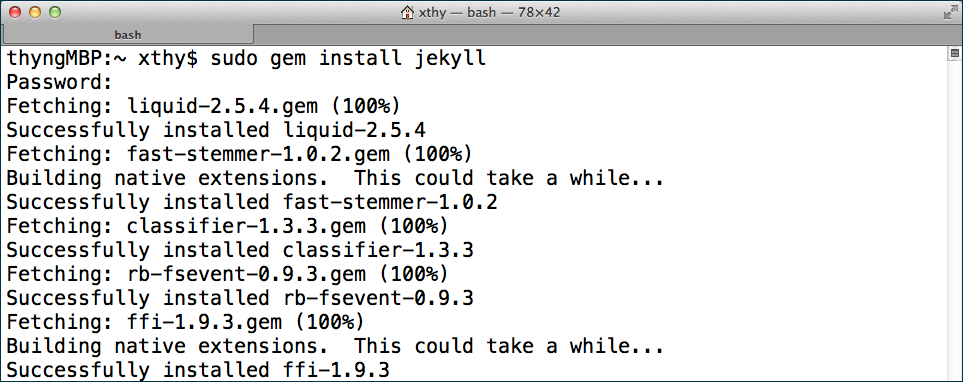 xthy — bash — 78×42
bash
thyngMBP:~ xthy$ sudo gem install jekyll
Password:
Fetching: liquid-2.5.4.gem (100%)
Successfully installed liquid-2.5.4
Fetching: fast-stemmer-1.0.2.gem (100%)
Building native extensions.  This could take a while...
Successfully installed fast-stemmer-1.0.2
Fetching: classifier-1.3.3.gem (100%)
Successfully installed classifier-1.3.3
Fetching: rb-fsevent-0.9.3.gem (100%)
Successfully installed rb-fsevent-0.9.3
Fetching: ffi-1.9.3.gem (100%)
Building native extensions.  This could take a while...
Successfully installed ffi-1.9.3